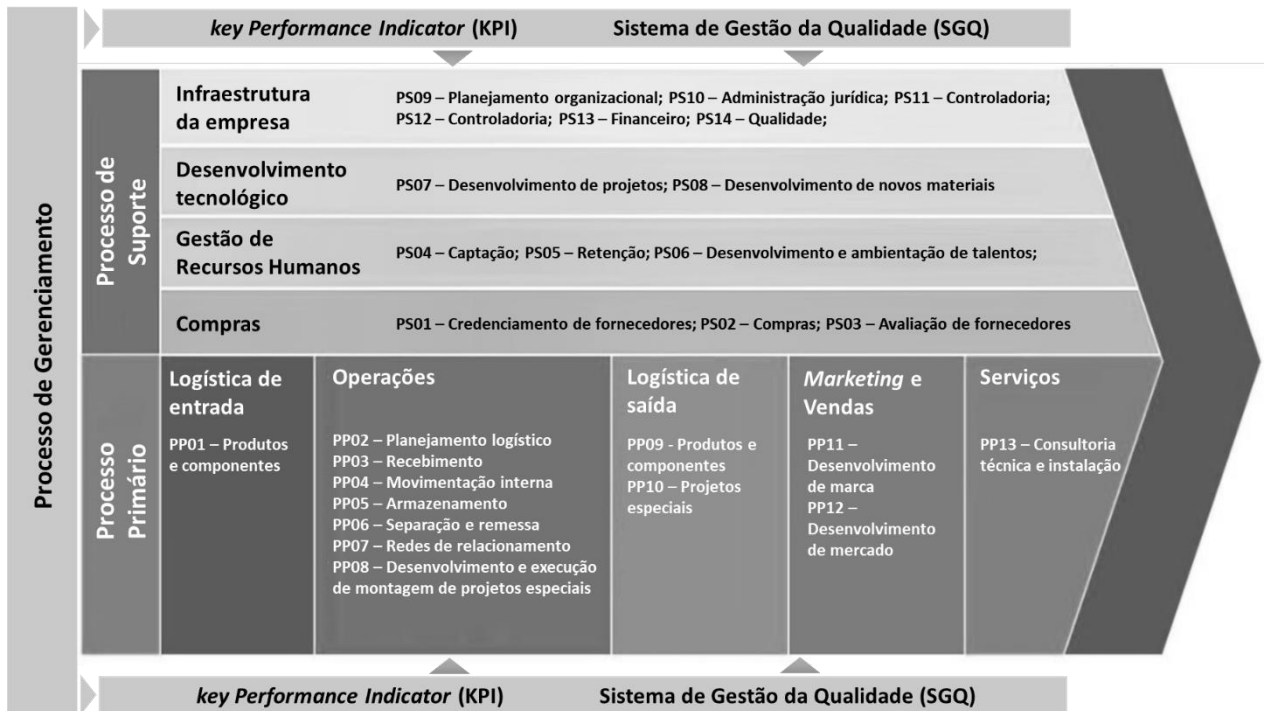 key Performance Indicator (KPI) Sistema de Gestão da Qualidade (SGQ)
Processo de Gerenciamento
Processo de
Suporte
Infraestrutura
da empresa
PS09 – Planejamento organizacional; PS10 – Administração jurídica; PS11 – Controladoria;
PS12 – Controladoria; PS13 – Financeiro; PS14 – Qualidade;
Desenvolvimento
tecnológico
PS07 – Desenvolvimento de projetos; PS08 – Desenvolvimento de novos materiais
Gestão de
Recursos Humanos
PS04 – Captação; PS05 – Retenção; PS06 – Desenvolvimento e ambientação de talentos;
Compras
PS01 – Credenciamento de fornecedores; PS02 – Compras; PS03 – Avaliação de fornecedores
Processo
Primário
Logística de
entrada
PP01 – Produtos
e componentes
Operações
PP02 – Planejamento logístico
PP03 – Recebimento
PP04 – Movimentação interna
PP05 – Armazenamento
PP06 – Separação e remessa
PP07 – Redes de relacionamento
PP08 – Desenvolvimento e execução
de montagem de projetos especiais
Logística de
saída
PP09 - Produtos e
componentes
PP10 – Projetos
especiais
Marketing e
Vendas
PP11 –
Desenvolvimento
de marca
PP12 –
Desenvolvimento
de mercado
Serviços
PP13 – Consultoria
técnica e instalação
key Performance Indicator (KPI) Sistema de Gestão da Qualidade (SGQ)